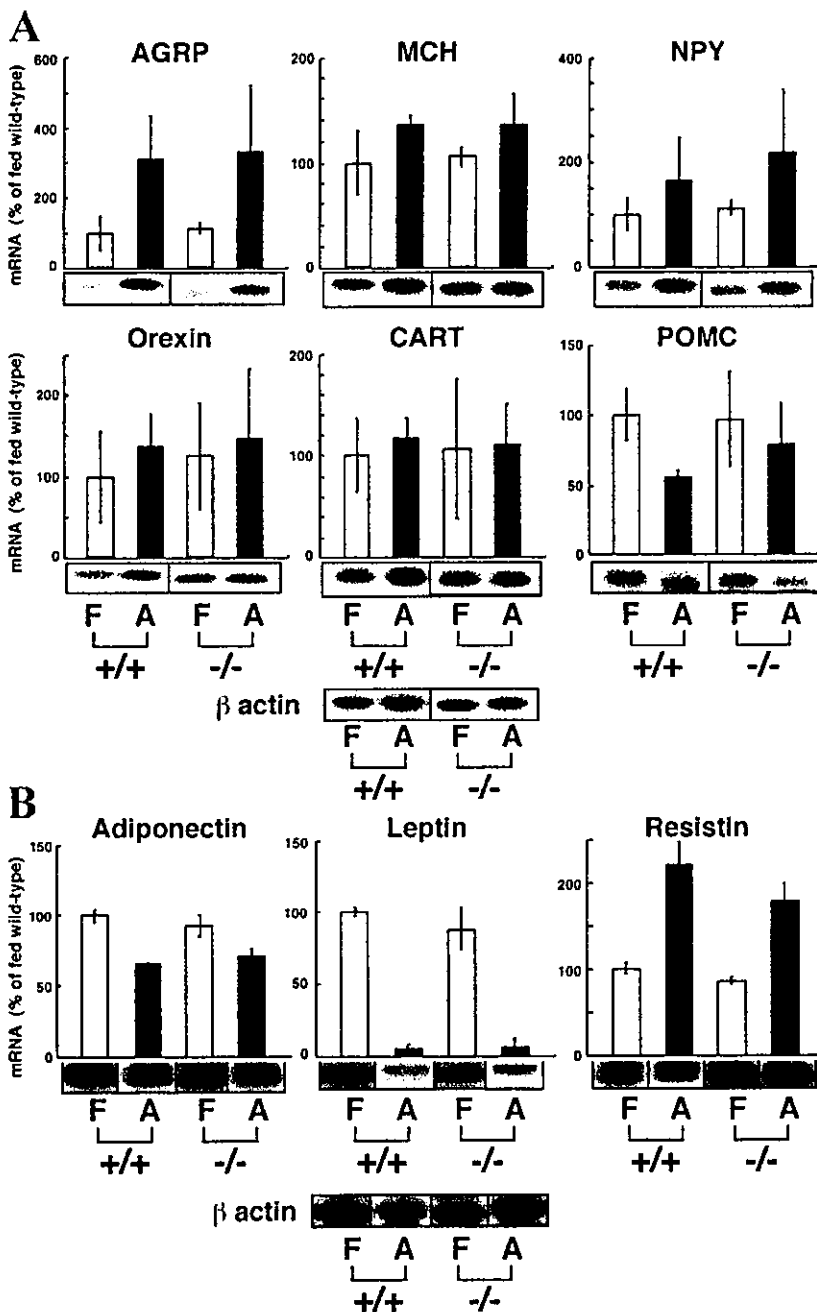 A
AGRP
MCH
NPY
mRNA (% of fed wild-type)
600
400
200
0
200
100
0
400
200
0
Orexin
CART
POMC
mRNA (% of fed wild-type)
200
100
0
200
100
0
150
100
50
0
F A F A
+/+ -/-
F A F A
+/+ -/-
F A F A
+/+ -/-
β actin
F A F A
+/+ -/-
B
Adiponectin
Leptin
Resistin
mRNA (% of fed wild-type)
150
100
50
0
150
100
50
0
200
100
0
F A F A
+/+ -/-
F A F A
+/+ -/-
F A F A
+/+ -/-
β actin
F A F A
+/+ -/-